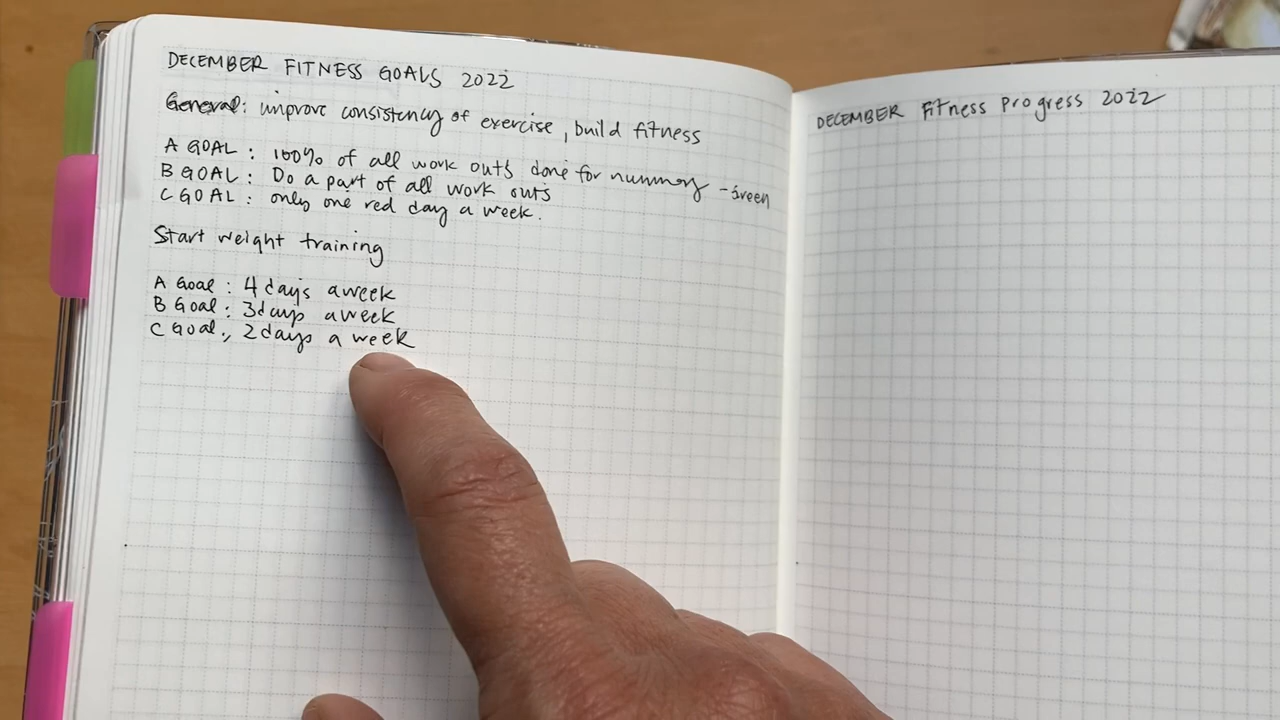 DECEMBER FITNESS GOALS 2022
General: improve consistency of exercise, build fitness
A GOAL : 100% of all work outs done for - green
B GOAL : Do a part of all work outs
C GOAL : only one red day a week.
Start weight training
A Goal : 4 days a week
B Goal : 3 days a week
C Goal : 2 days a week
DECEMBER Fitness Progress 2022